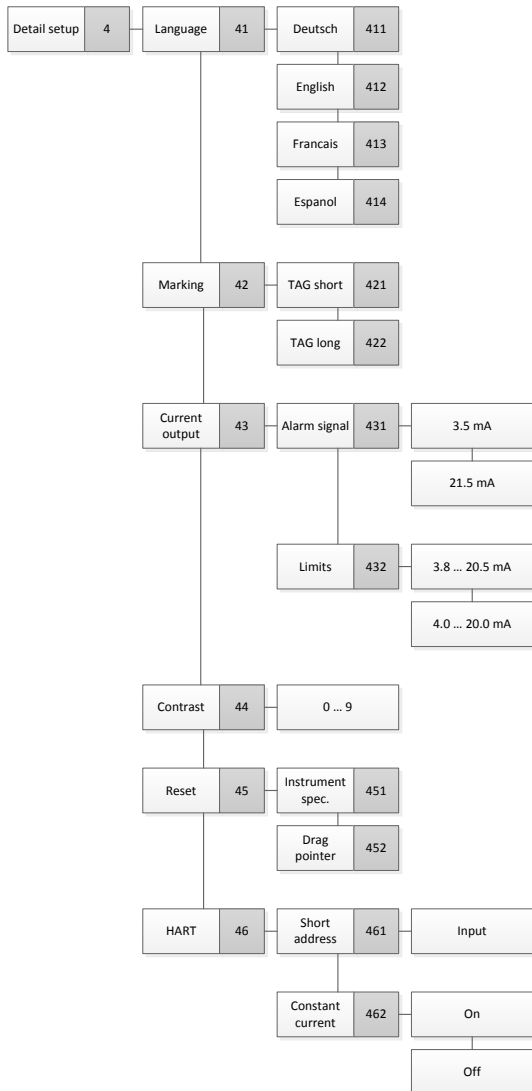 Detail setup 4 Language 41 Deutsch 411
English 412
Francais 413
Espanol 414
Marking 42 TAG short 421
TAG long 422
Current
output 43 Alarm signal 431 3.5 mA
21.5 mA
Limits 432 3.8 ... 20.5 mA
4.0 ... 20.0 mA
Contrast 44 0 ... 9
Reset 45 Instrument
spec. 451
Drag
pointer 452
HART 46 Short
address 461 Input
Constant
current 462 On
Off